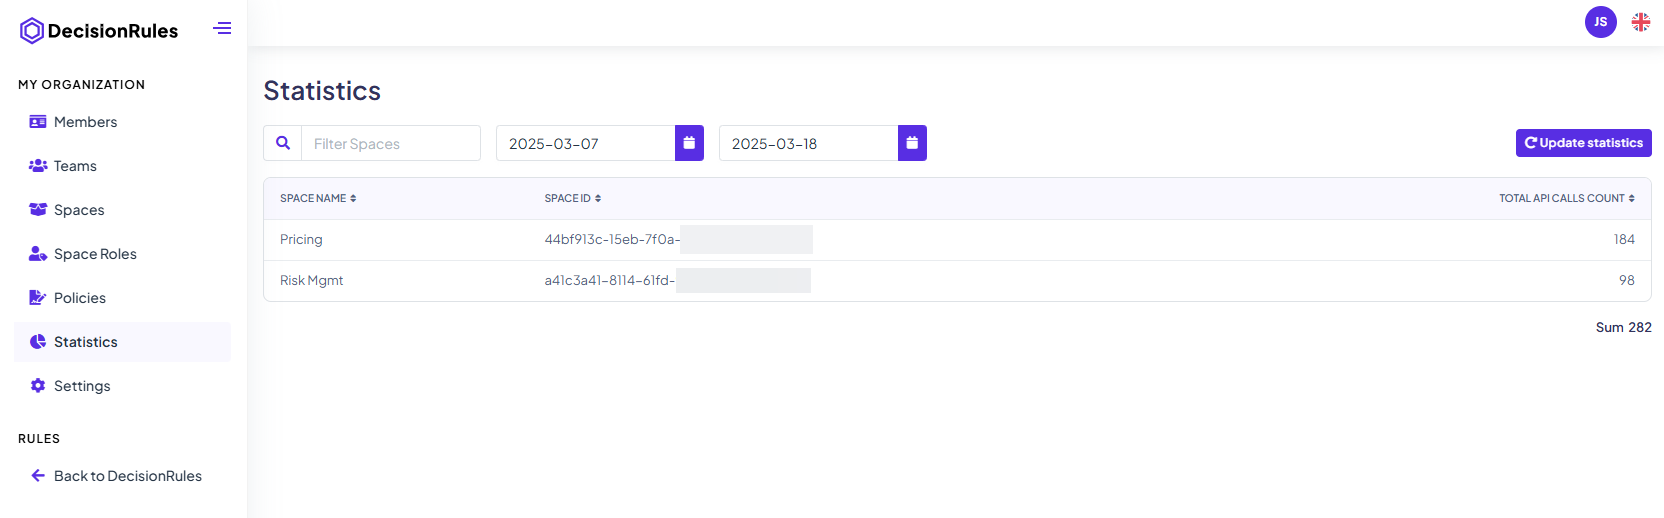 DecisionRules
JS
MY ORGANIZATION
Members
Teams
Spaces
Space Roles
Policies
Statistics
Settings
RULES
Back to DecisionRules
Statistics
Filter Spaces
2025-03-07
2025-03-18
Update statistics
SPACE NAME SPACE ID TOTAL API CALLS COUNT
Pricing 44bf913c-15eb-7f0a- 184
Risk Mgmt a41c3a41-8114-61fd- 98
Sum 282